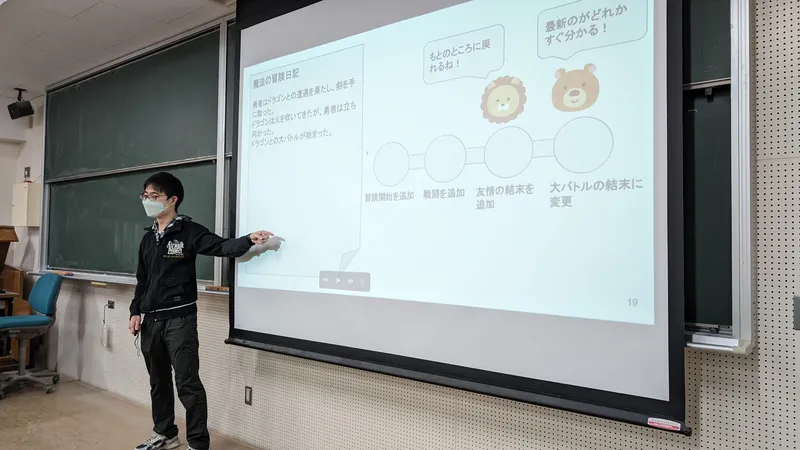 魔法の冒険日記
勇者はドラゴンとの遭遇を果たし、剣を手
に取った。
ドラゴンは火を吹いてきたが、勇者は立ち
向かった。
ドラゴンとの大バトルが始まった。
もとのところに戻
れるね！
最新のがどれか
すぐ分かる！
冒険開始を追加
戦闘を追加
友情の結末を
追加
大バトルの結末に
変更
19